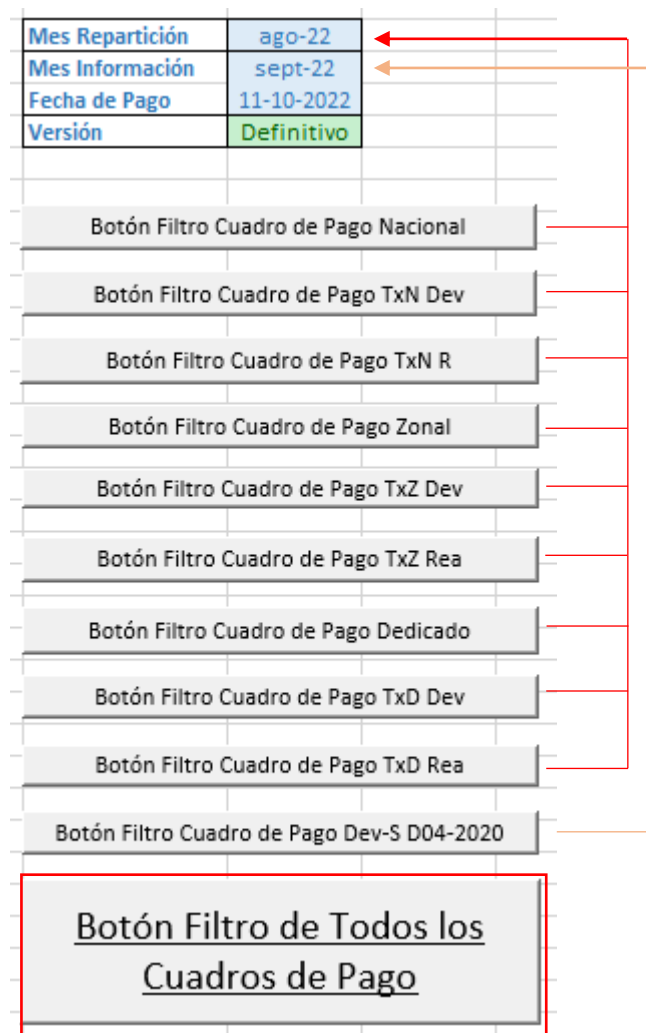 Mes Repartición ago-22
Mes Información sept-22
Fecha de Pago 11-10-2022
Versión Definitivo
Botón Filtro Cuadro de Pago Nacional
Botón Filtro Cuadro de Pago TxN Dev
Botón Filtro Cuadro de Pago TxN R
Botón Filtro Cuadro de Pago Zonal
Botón Filtro Cuadro de Pago TxZ Dev
Botón Filtro Cuadro de Pago TxZ Rea
Botón Filtro Cuadro de Pago Dedicado
Botón Filtro Cuadro de Pago TxD Dev
Botón Filtro Cuadro de Pago TxD Rea
Botón Filtro Cuadro de Pago Dev-S D04-2020
Botón Filtro de Todos los
Cuadros de Pago